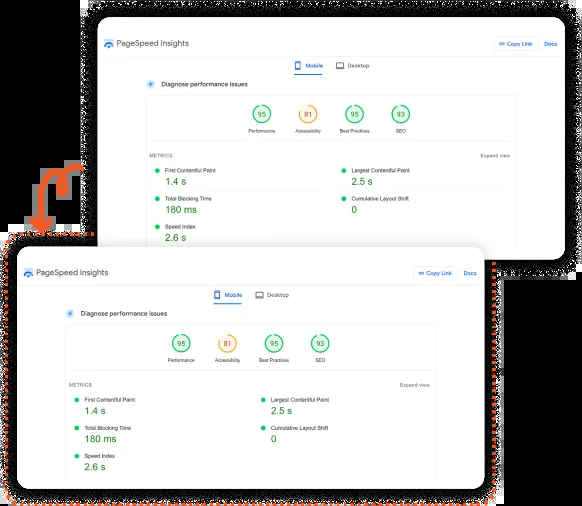 PageSpeed Insights
Copy Link Docs
Mobile Desktop
Diagnose performance issues
95 81 95 93
Performance Accessibility Best Practices SEO
METRICS Expand view
First Contentful Paint Largest Contentful Paint
1.4 s 2.5 s
Total Blocking Time Cumulative Layout Shift
180 ms 0
Speed Index
2.6 s
PageSpeed Insights
Copy Link Docs
Mobile Desktop
Diagnose performance issues
95 81 95 93
Performance Accessibility Best Practices SEO
METRICS Expand view
First Contentful Paint Largest Contentful Paint
1.4 s 2.5 s
Total Blocking Time Cumulative Layout Shift
180 ms 0
Speed Index
2.6 s